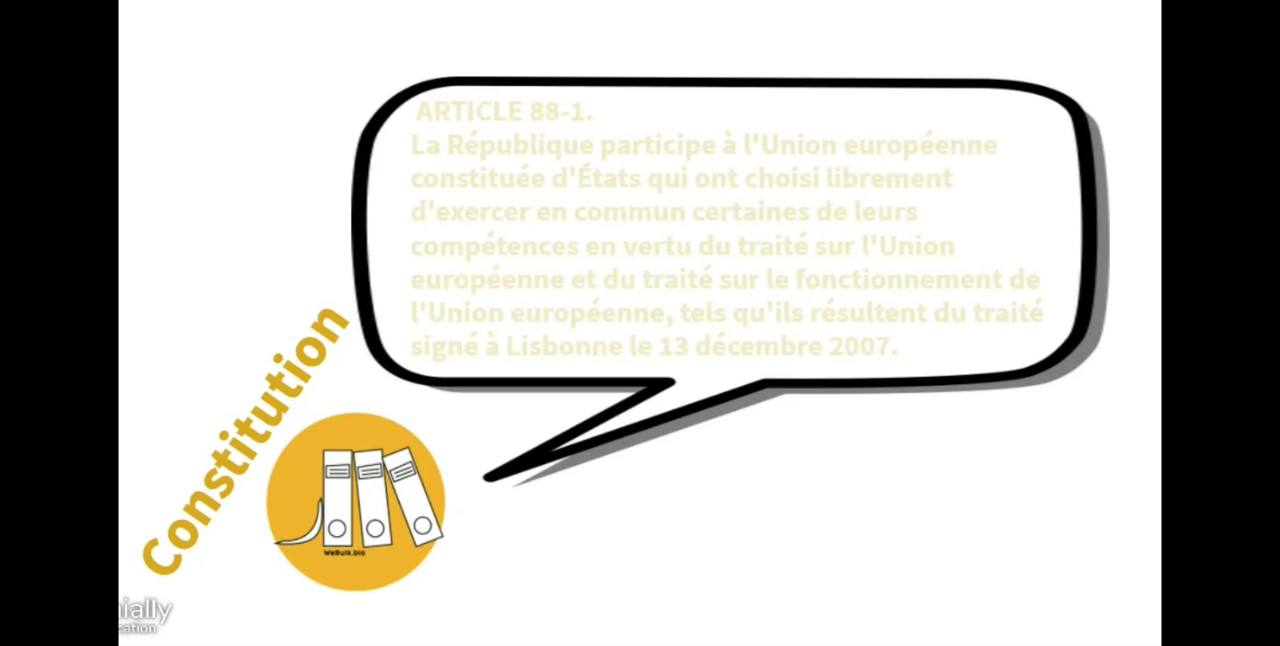 ARTICLE 88-1.
La République participe à l'Union européenne
constituée d'États qui ont choisi librement
d'exercer en commun certaines de leurs
compétences en vertu du traité sur l'Union
européenne et du traité sur le fonctionnement de
l'Union européenne, tels qu'ils résultent du traité
signé à Lisbonne le 13 décembre 2007.
Constitution
WeBulk.bio
nially
cation